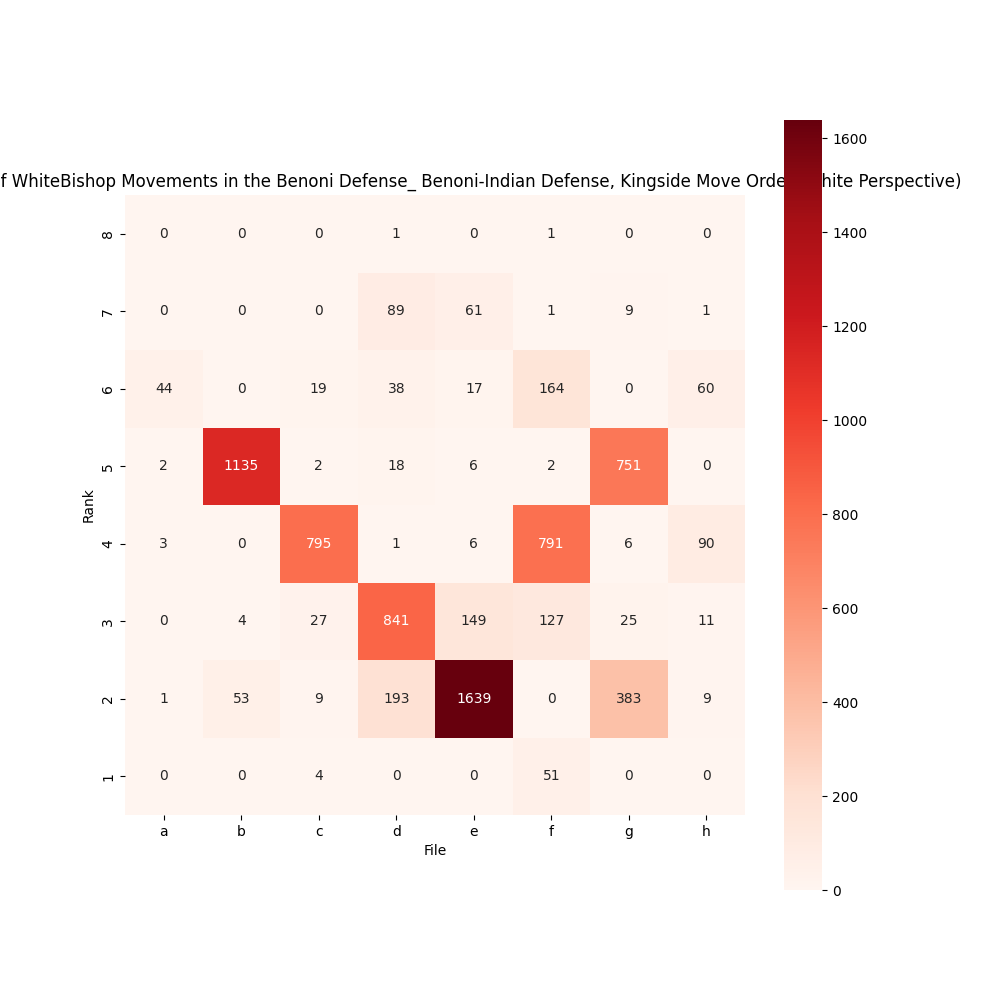 f WhiteBishop Movements in the Benoni Defense_ Benoni-Indian Defense, Kingside Move Orde hite Perspective)
8 0 0 0 1 0 1 0 0
7 0 0 0 89 61 1 9 1
6 44 0 19 38 17 164 0 60
5 2 1135 2 18 6 2 751 0
4 3 0 795 1 6 791 6 90
3 0 4 27 841 149 127 25 11
2 1 53 9 193 1639 0 383 9
1 0 0 4 0 0 51 0 0
a b c d e f g h
File
Rank
1600
1400
1200
1000
800
600
400
200
0